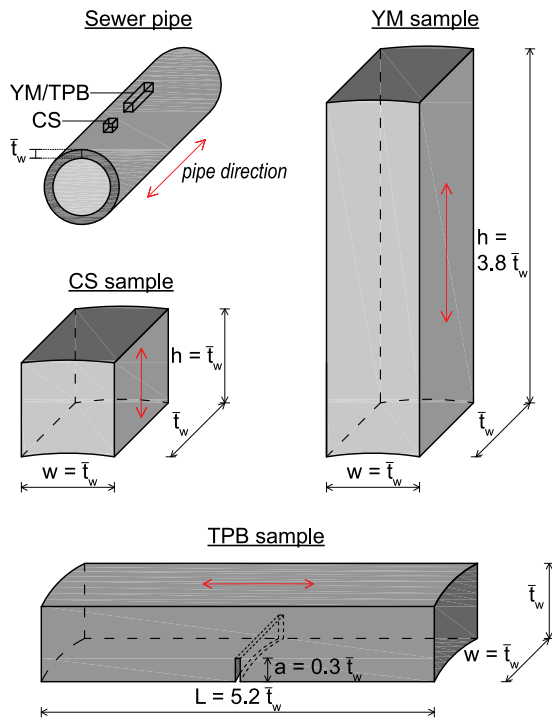 Sewer pipe
YM/TPB
CS
t̄w
pipe direction
YM sample
h =
3.8 t̄w
t̄w
w = t̄w
CS sample
h = t̄w
t̄w
w = t̄w
TPB sample
t̄w
w = t̄w
a = 0.3 t̄w
L = 5.2 t̄w